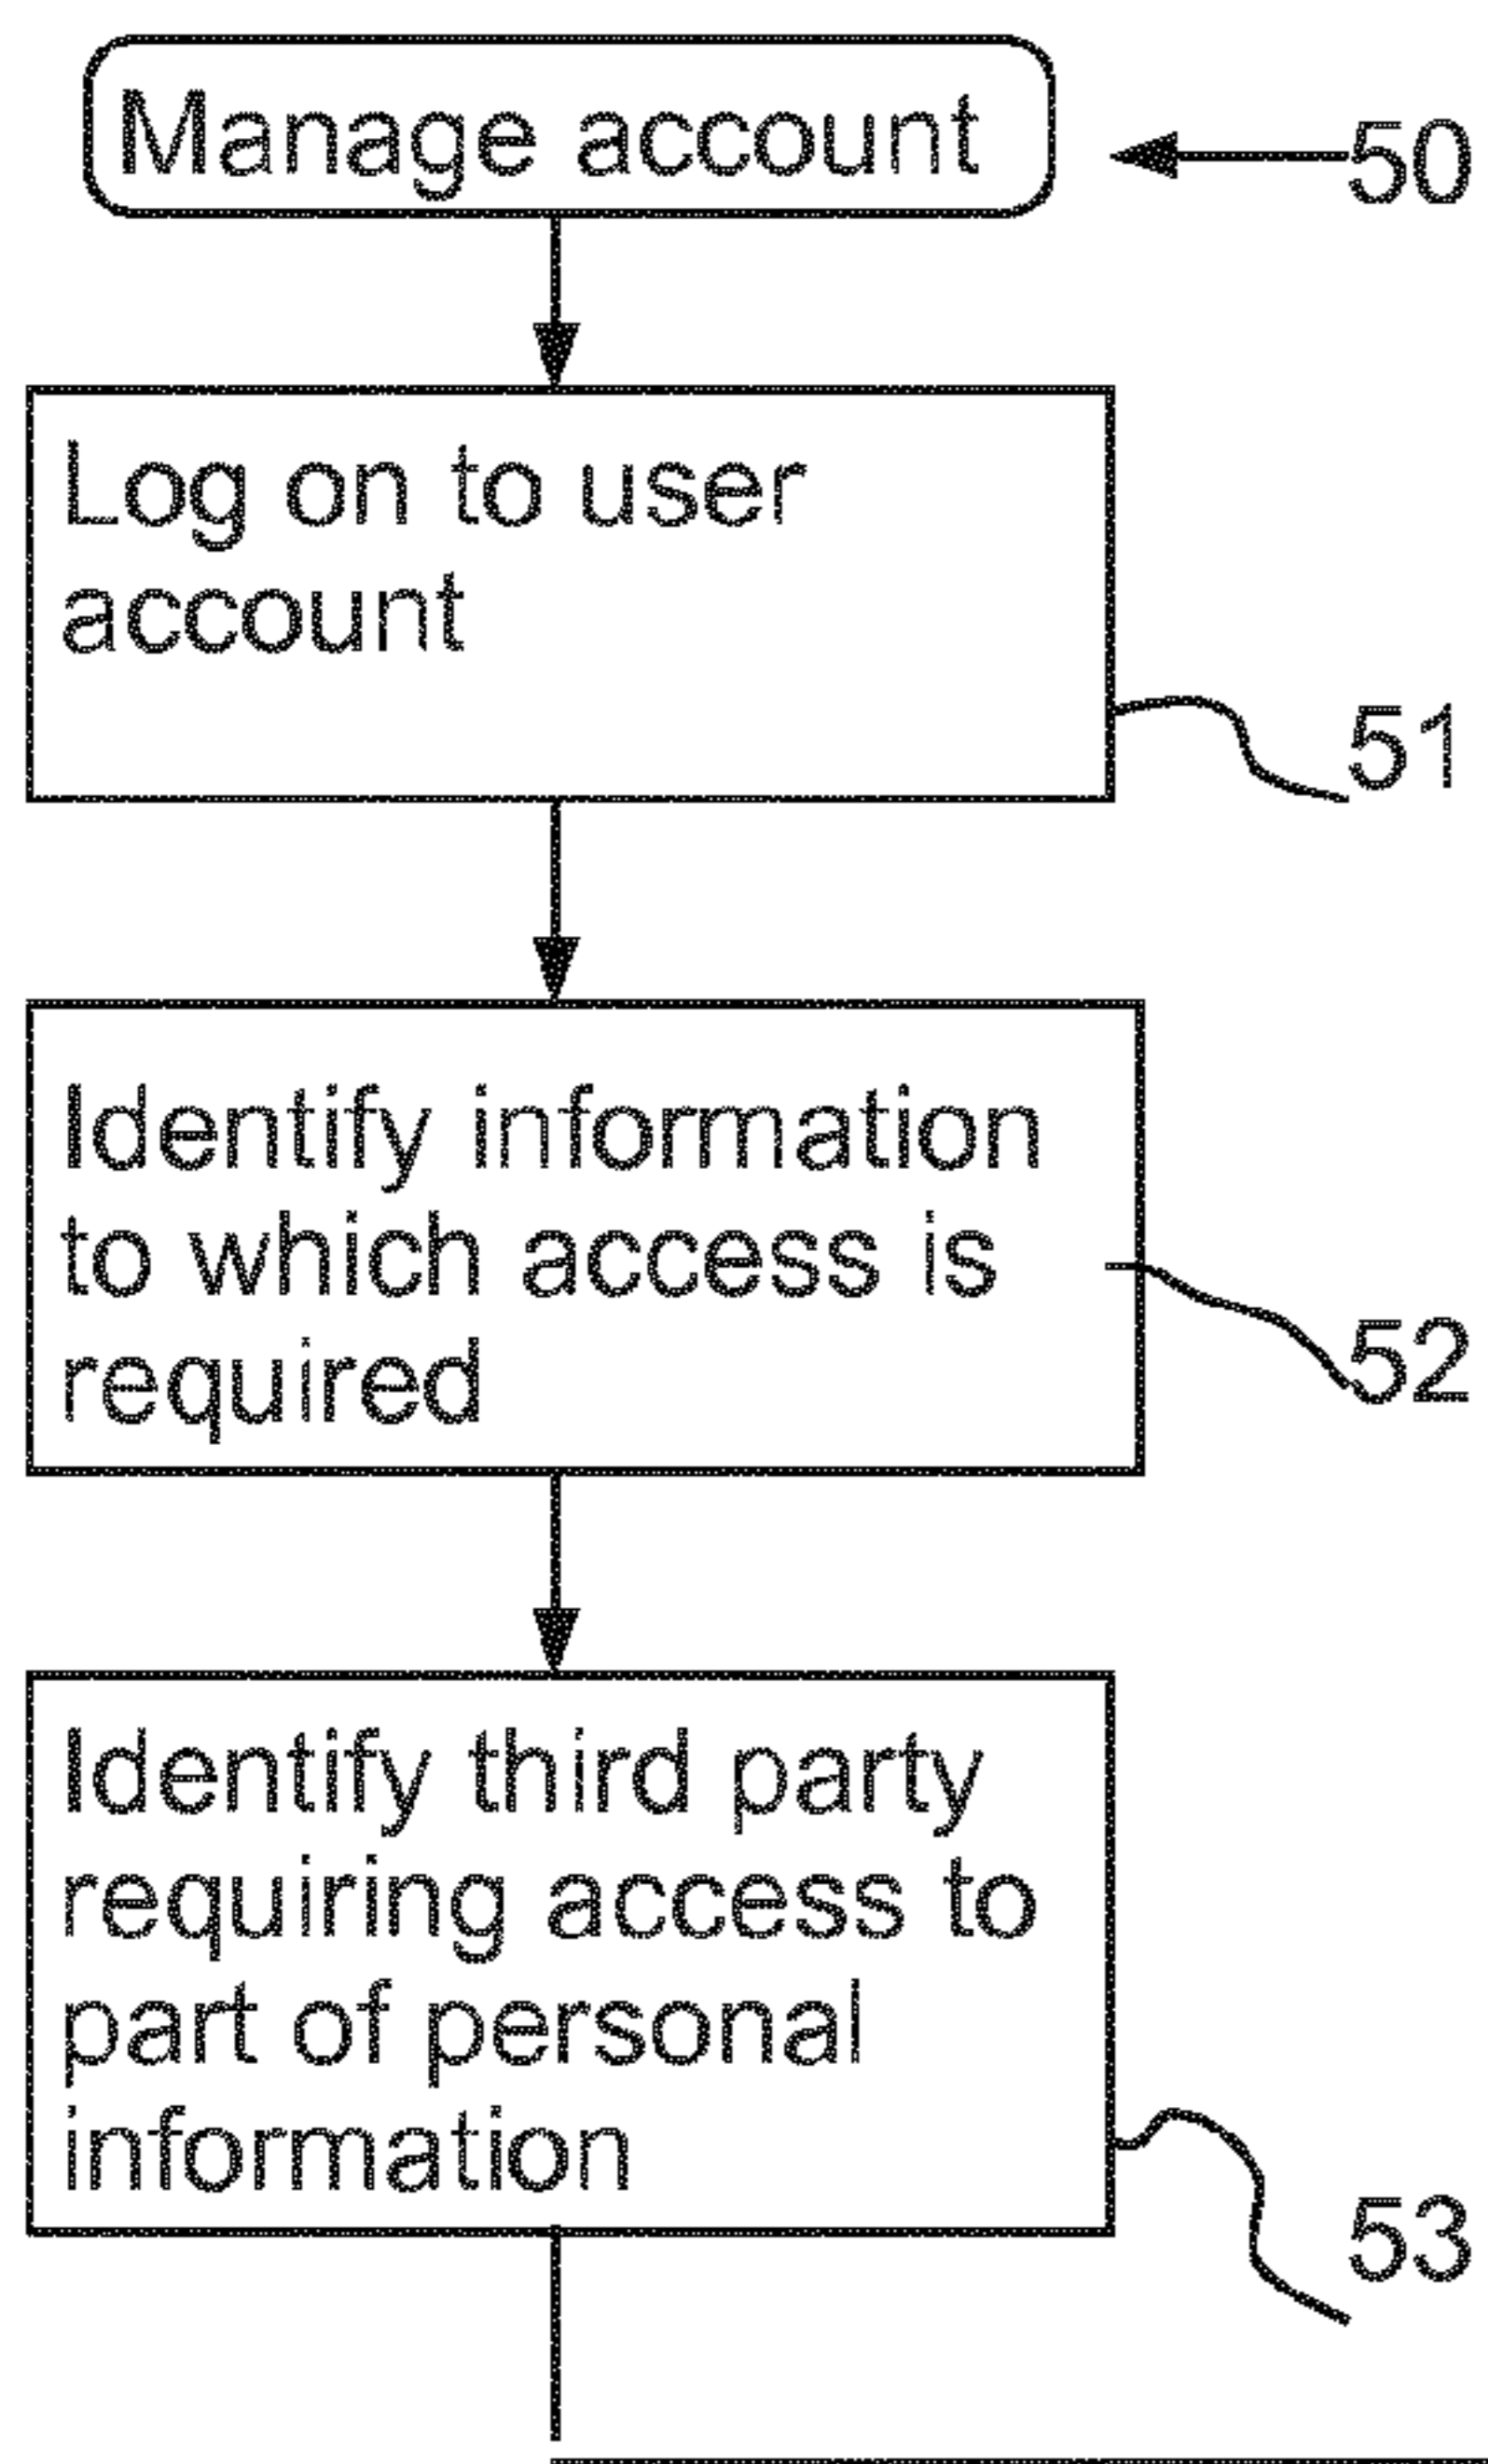 Manage account
50
Log on to user
account
51
Identify information
to which access is
required
52
Identify third party
requiring access to
part of personal
information
53